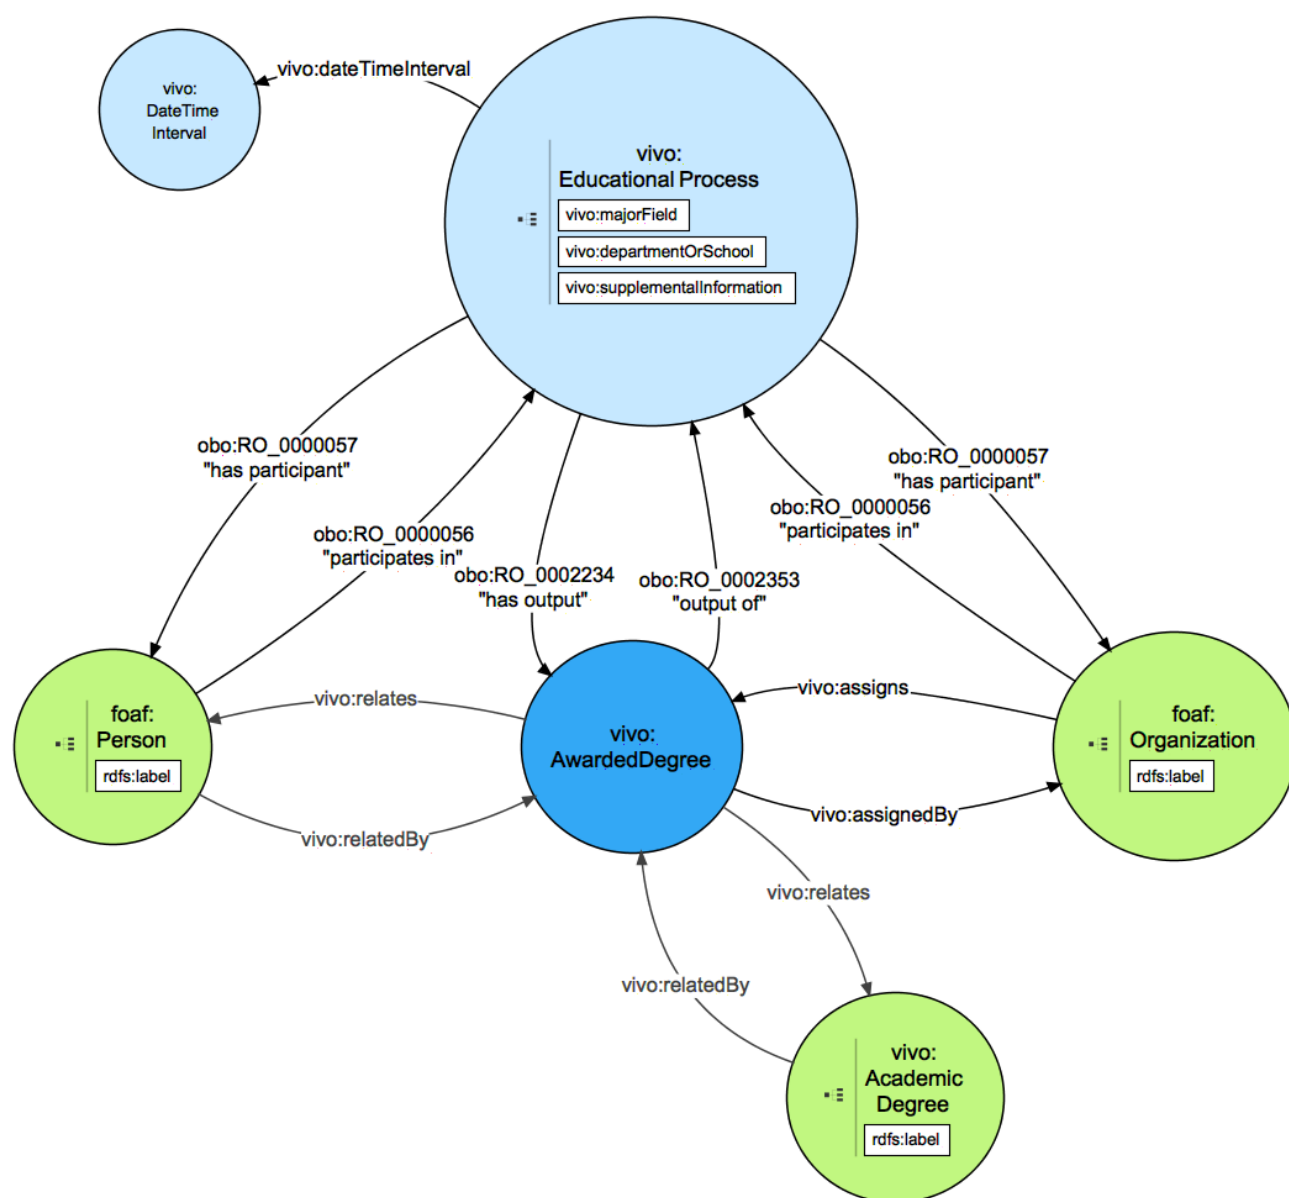 vivo:dateTimeInterval
vivo:
DateTime
Interval
vivo:
Educational Process
vivo:majorField
vivo:departmentOrSchool
vivo:supplementalInformation
obo:RO_0000057
"has participant"
obo:RO_0000057
"has participant"
obo:RO_0000056
"participates in"
obo:RO_0000056
"participates in"
obo:RO_0002234
"has output"
obo:RO_0002353
"output of"
vivo:relates
vivo:assigns
foaf:
Person
rdfs:label
vivo:
AwardedDegree
foaf:
Organization
rdfs:label
vivo:relatedBy
vivo:assignedBy
vivo:relates
vivo:relatedBy
vivo:
Academic
Degree
rdfs:label